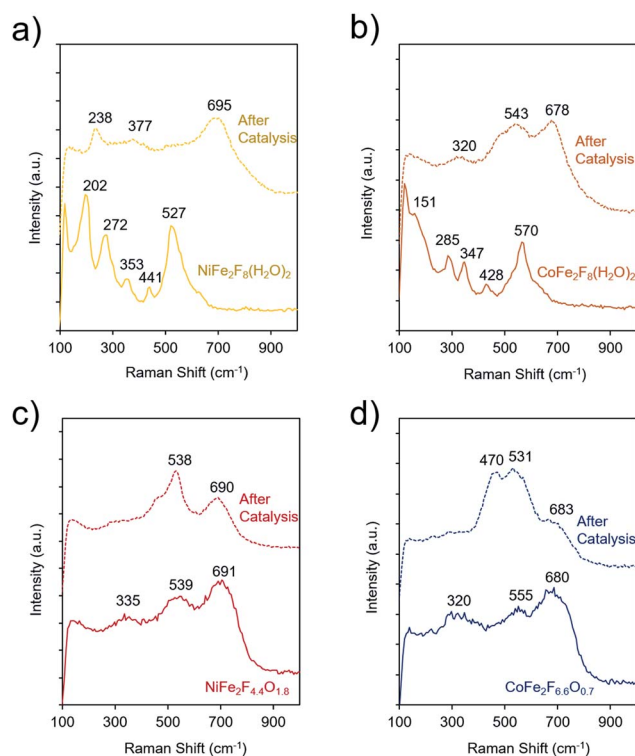 a)
695
238
377
After
Catalysis
202
527
272
353
441
NiFe₂F₈(H₂O)₂
Intensity (a.u.)
100 300 500 700 900
Raman Shift (cm⁻¹)
b)
543
678
320
After
Catalysis
151
570
285
347
428
CoFe₂F₈(H₂O)₂
Intensity (a.u.)
100 300 500 700 900
Raman Shift (cm⁻¹)
c)
538
690
After
Catalysis
691
539
335
NiFe₂F₄.₄O₁.₈
Intensity (a.u.)
100 300 500 700 900
Raman Shift (cm⁻¹)
d)
470
531
683
After
Catalysis
680
555
320
CoFe₂F₆.₆O₀.₇
Intensity (a.u.)
100 300 500 700 900
Raman Shift (cm⁻¹)